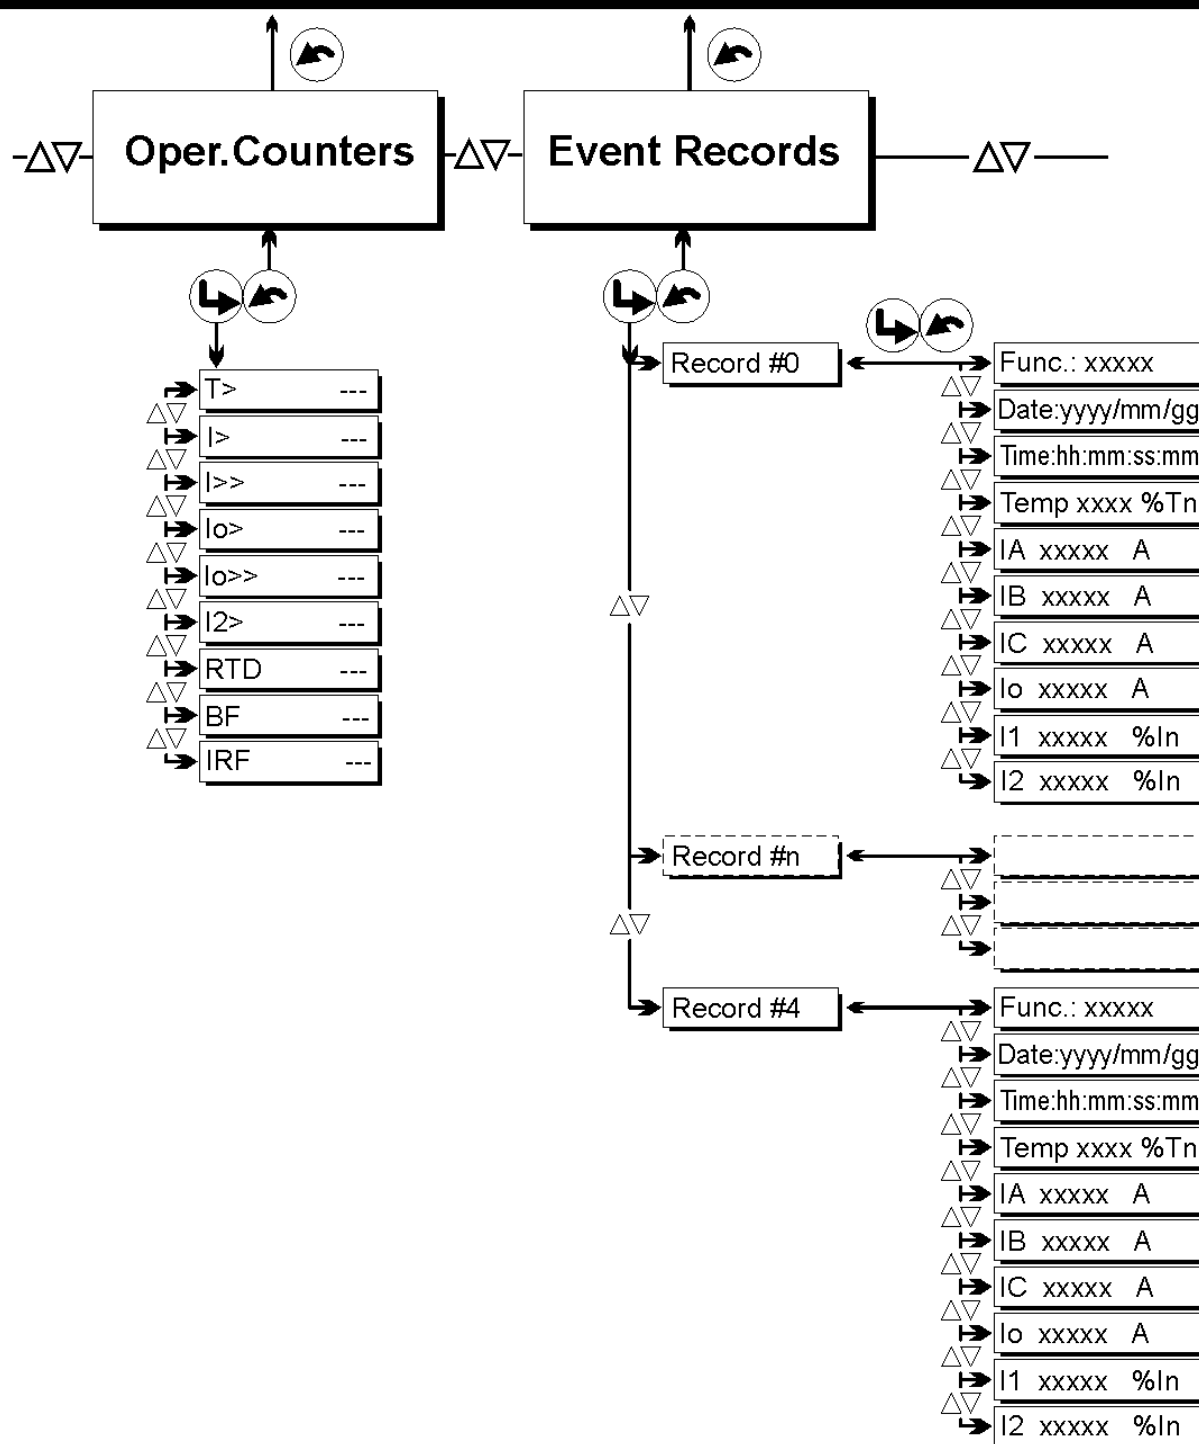 Oper.Counters
Event Records
T> ---
I> ---
I>> ---
Io> ---
Io>> ---
I2> ---
RTD ---
BF ---
IRF ---
Record #0
Func.: xxxxx
Date:yyyy/mm/gg
Time:hh:mm:ss:mm
Temp xxxx %Tn
IA xxxxx A
IB xxxxx A
IC xxxxx A
Io xxxxx A
I1 xxxxx %In
I2 xxxxx %In
Record #n
Record #4
Func.: xxxxx
Date:yyyy/mm/gg
Time:hh:mm:ss:mm
Temp xxxx %Tn
IA xxxxx A
IB xxxxx A
IC xxxxx A
Io xxxxx A
I1 xxxxx %In
I2 xxxxx %In